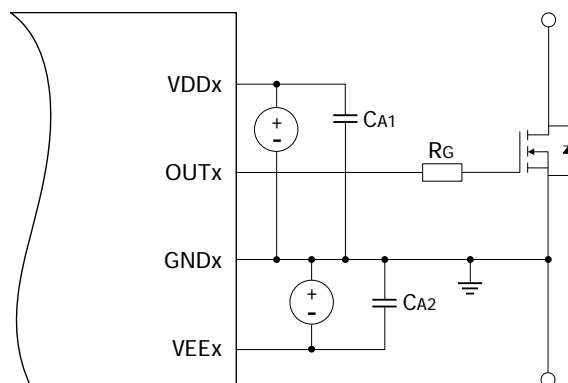 VDDx
+
-
CA1
OUTx
RG
GNDx
+
-
CA2
VEEx